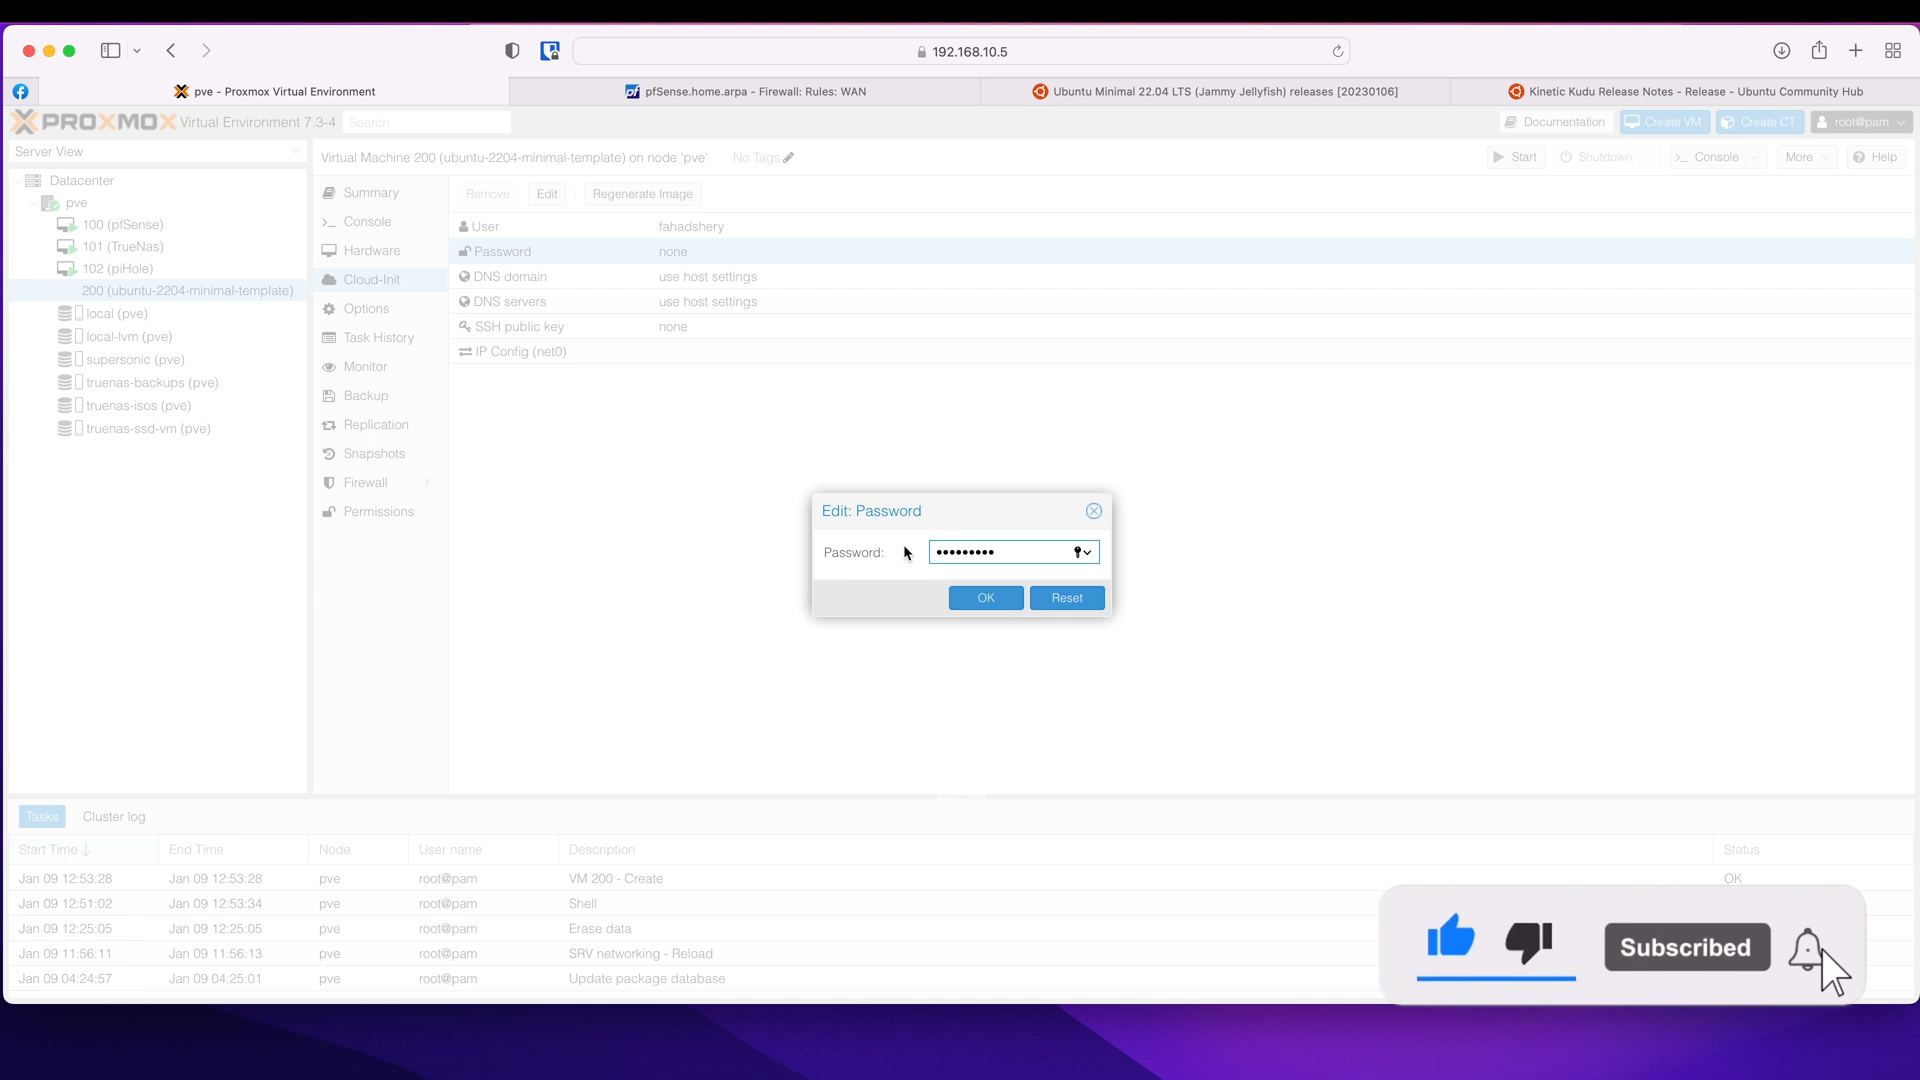 192.168.10.5
pve - Proxmox Virtual Environment
pfSense.home.arpa - Firewall: Rules: WAN
Ubuntu Minimal 22.04 LTS (Jammy Jellyfish) releases [20230106]
Kinetic Kudu Release Notes - Release - Ubuntu Community Hub
PROXMOX Virtual Environment 7.3-4
Search
Documentation
Create VM
Create CT
root@pam
Server View
Virtual Machine 200 (ubuntu-2204-minimal-template) on node 'pve'
No Tags
Start
Shutdown
Console
More
Help
Datacenter
pve
100 (pfSense)
101 (TrueNas)
102 (piHole)
200 (ubuntu-2204-minimal-template)
local (pve)
local-lvm (pve)
supersonic (pve)
truenas-backups (pve)
truenas-isos (pve)
truenas-ssd-vm (pve)
Summary
Console
Hardware
Cloud-Init
Options
Task History
Monitor
Backup
Replication
Snapshots
Firewall
Permissions
Remove
Edit
Regenerate Image
User fahadshery
Password none
DNS domain use host settings
DNS servers use host settings
SSH public key none
IP Config (net0)
Edit: Password
Password: •••••••••
OK
Reset
Tasks
Cluster log
Start Time End Time Node User name Description Status
Jan 09 12:53:28 Jan 09 12:53:28 pve root@pam VM 200 - Create OK
Jan 09 12:51:02 Jan 09 12:53:34 pve root@pam Shell
Jan 09 12:25:05 Jan 09 12:25:05 pve root@pam Erase data
Jan 09 11:56:11 Jan 09 11:56:13 pve root@pam SRV networking - Reload
Jan 09 04:24:57 Jan 09 04:25:01 pve root@pam Update package database
Subscribed